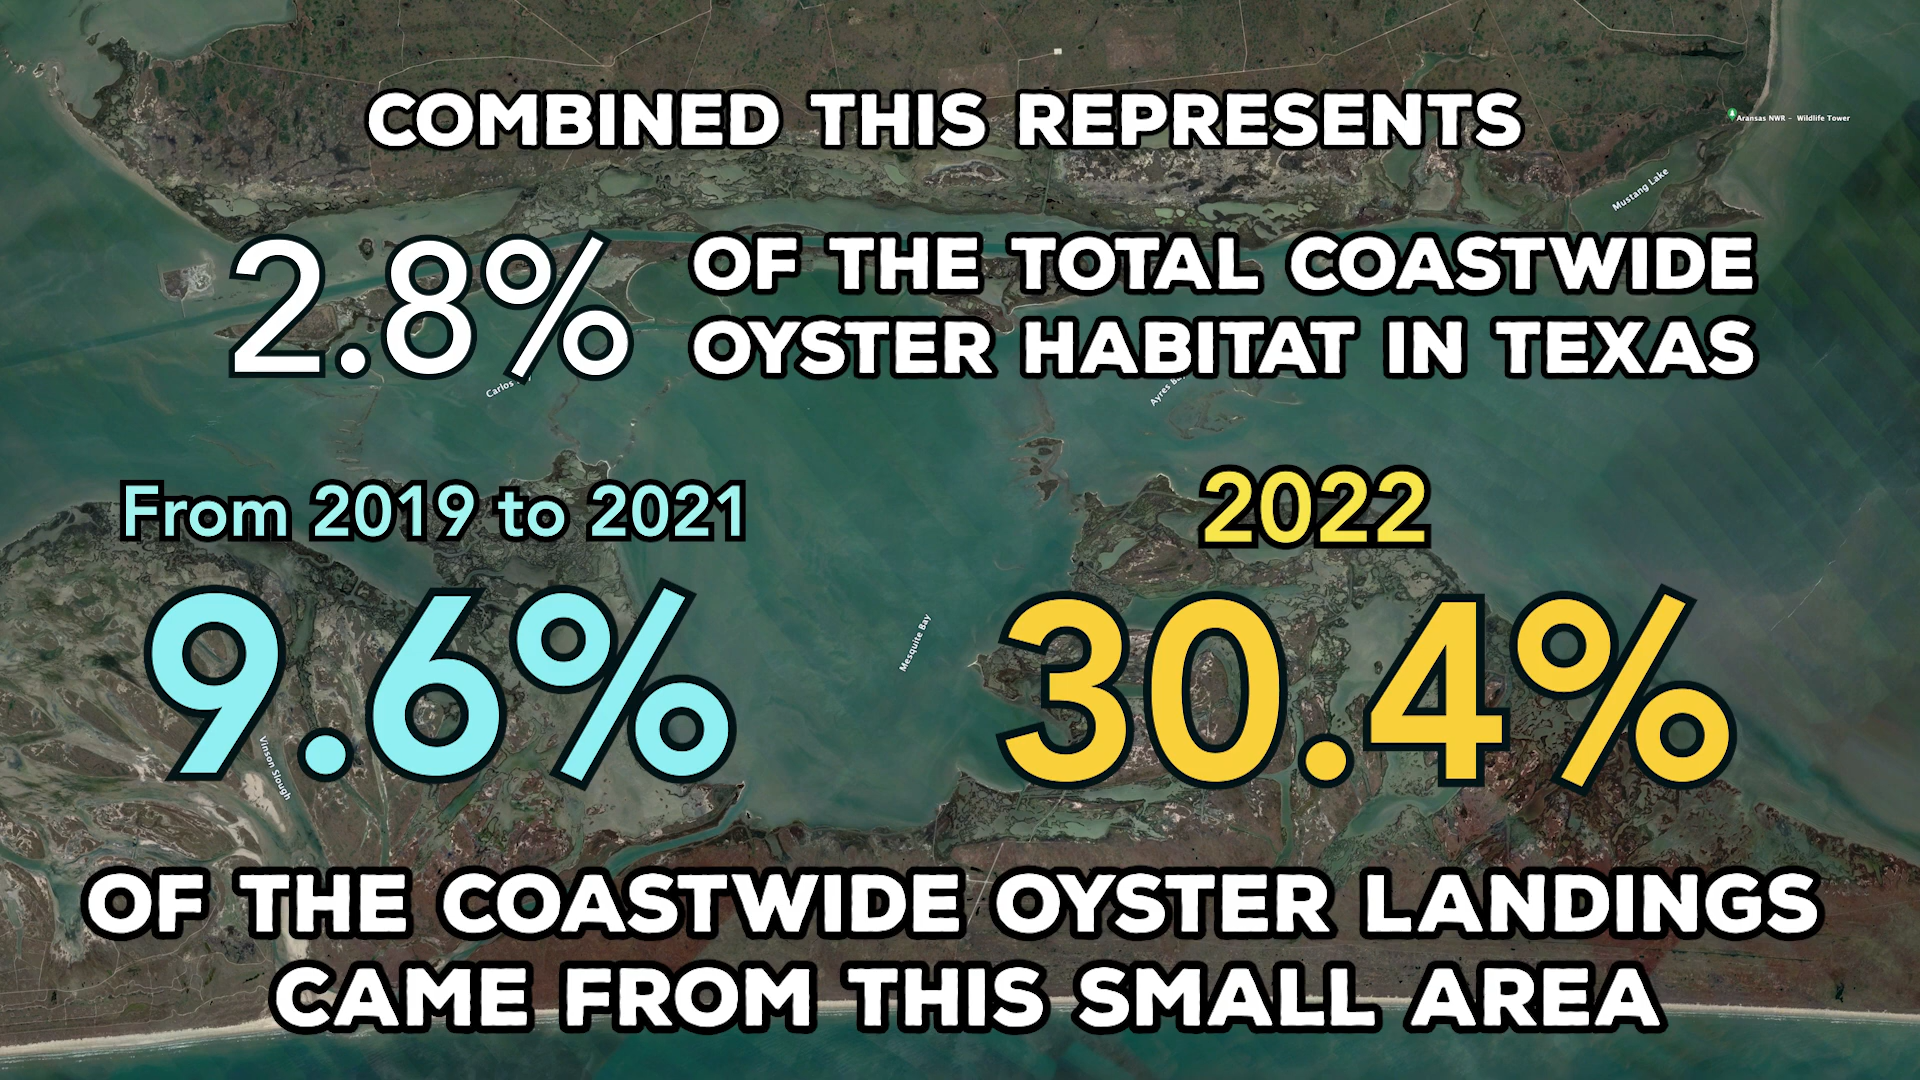 COMBINED THIS REPRESENTS
Aransas NWR - Wildlife Tower
Mustang Lake
2.8%
OF THE TOTAL COASTWIDE
OYSTER HABITAT IN TEXAS
Carlos
Ayres
From 2019 to 2021
2022
9.6%
30.4%
Mesquite Bay
Vinson Slough
OF THE COASTWIDE OYSTER LANDINGS
CAME FROM THIS SMALL AREA